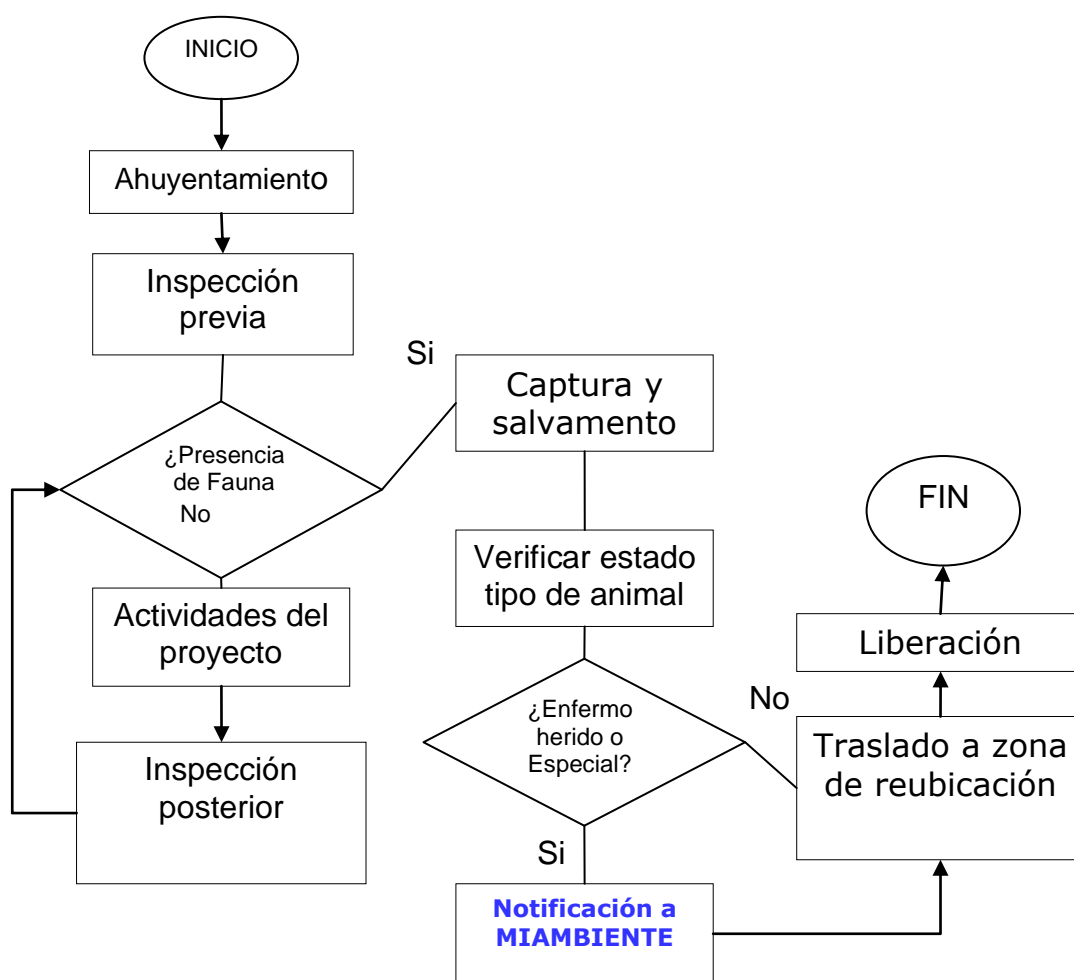 INICIO
Ahuyentamiento
Inspección
previa
¿Presencia
de Fauna
No
Actividades del
proyecto
Inspección
posterior
Si
Captura y
salvamento
Verificar estado
tipo de animal
¿Enfermo
herido o
Especial?
Si
Notificación a
MIAMBIENTE
No
Traslado a zona
de reubicación
Liberación
FIN